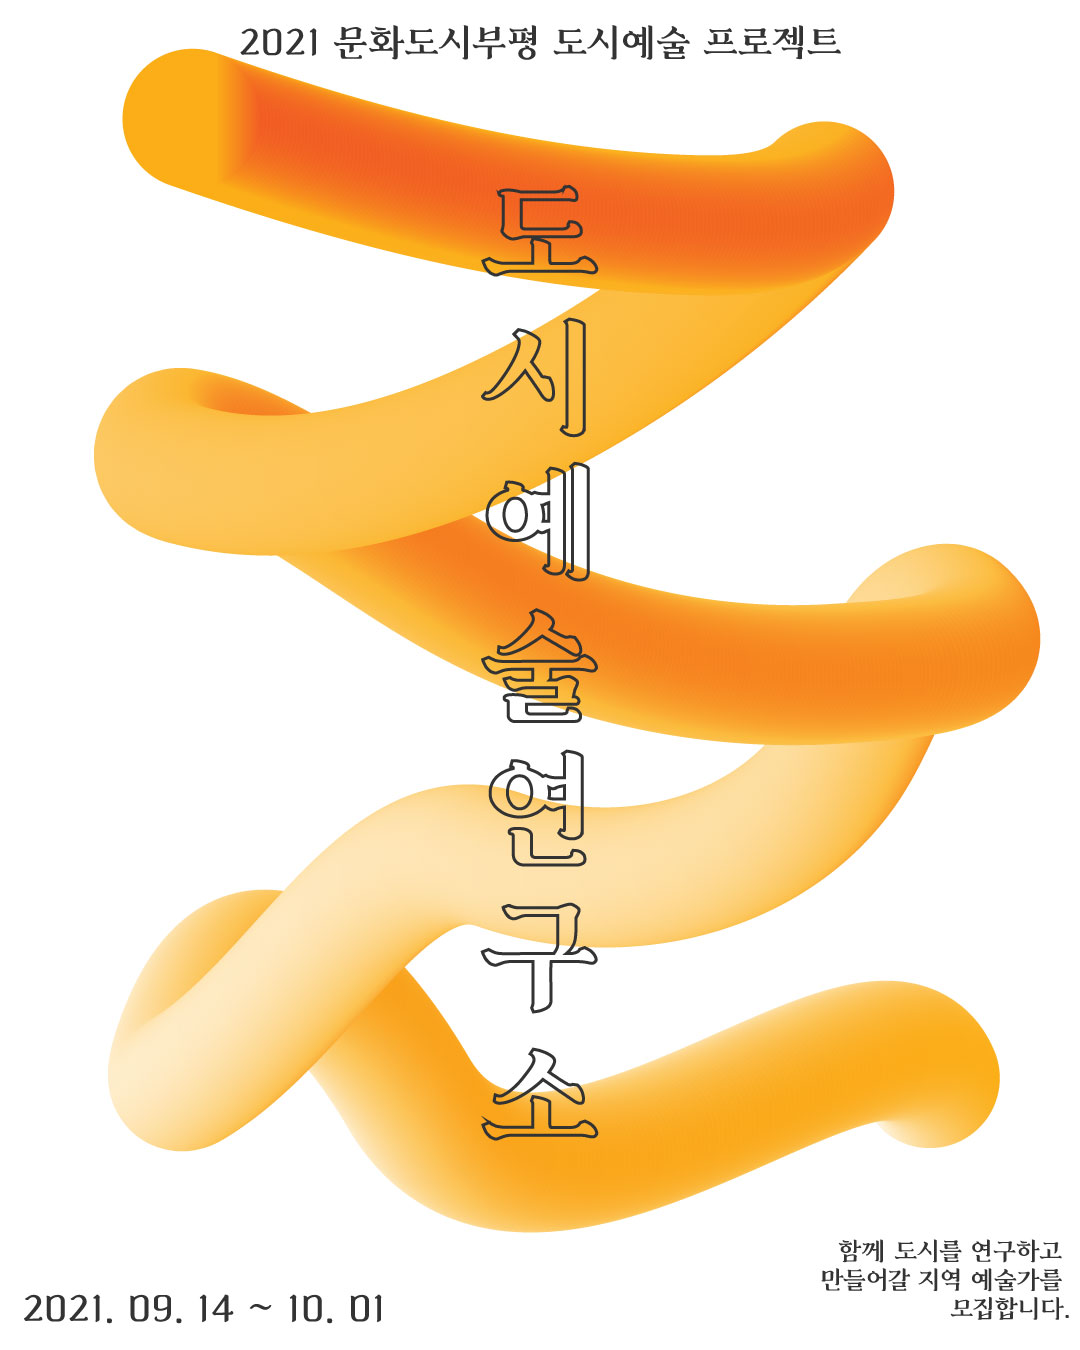 2021 문화도시부평 도시예술 프로젝트
도시예술연구소
2021. 09. 14 ~ 10. 01
함께 도시를 연구하고
만들어갈 지역 예술가를
모집합니다.